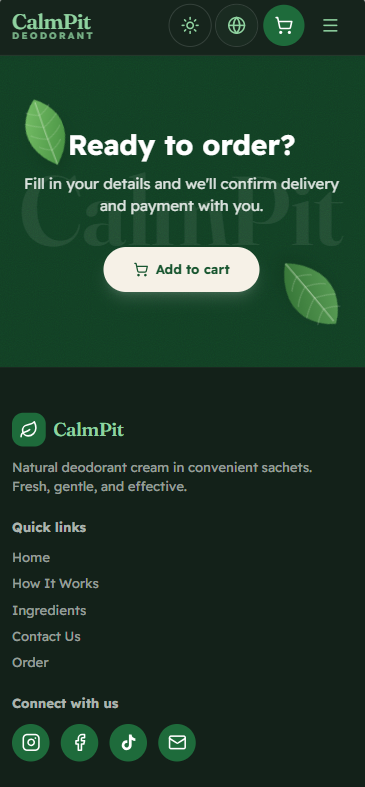 CalmPit
DEODORANT
Ready to order?
Fill in your details and we'll confirm delivery
and payment with you.
CalmPit
Add to cart
CalmPit
Natural deodorant cream in convenient sachets.
Fresh, gentle, and effective.
Quick links
Home
How It Works
Ingredients
Contact Us
Order
Connect with us